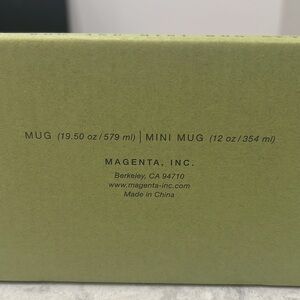 MUG (19.50 oz / 579 ml) | MINI MUG (12 oz / 354 ml)
MAGENTA, INC.
Berkeley, CA 94710
www.magenta-inc.com
Made in China